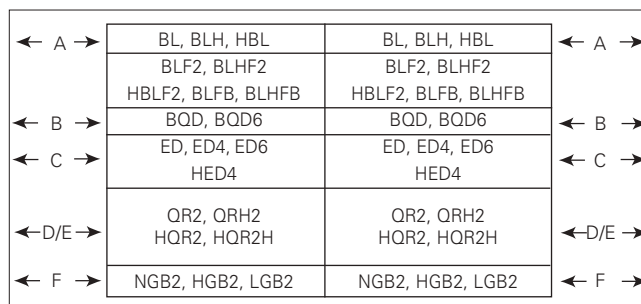 A BL, BLH, HBL BL, BLH, HBL A
BLF2, BLHF2 BLF2, BLHF2
HBLF2, BLFB, BLHFB HBLF2, BLFB, BLHFB
B BQD, BQD6 BQD, BQD6 B
C ED, ED4, ED6 ED, ED4, ED6 C
HED4 HED4
QR2, QRH2 QR2, QRH2
D/E HQR2, HQR2H HQR2, HQR2H D/E
F NGB2, HGB2, LGB2 NGB2, HGB2, LGB2 F